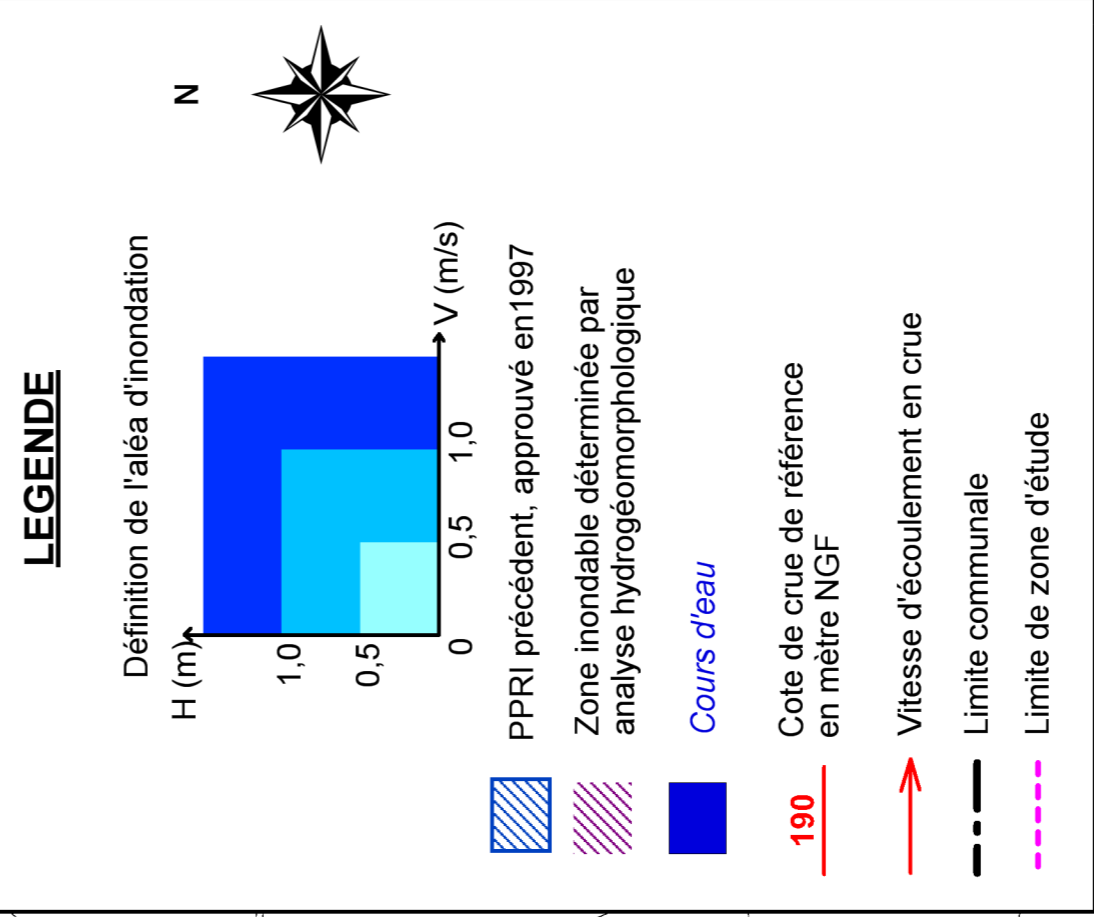 LEGENDE
N
Définition de l'aléa d'inondation
H (m)
1,0
0,5
0
0,5
1,0
V (m/s)
PPRI précédent, approuvé en1997
Zone inondable déterminée par
analyse hydrogéomorphologique
Cours d'eau
190
Cote de crue de référence
en mètre NGF
Vitesse d'écoulement en crue
Limite communale
Limite de zone d'étude